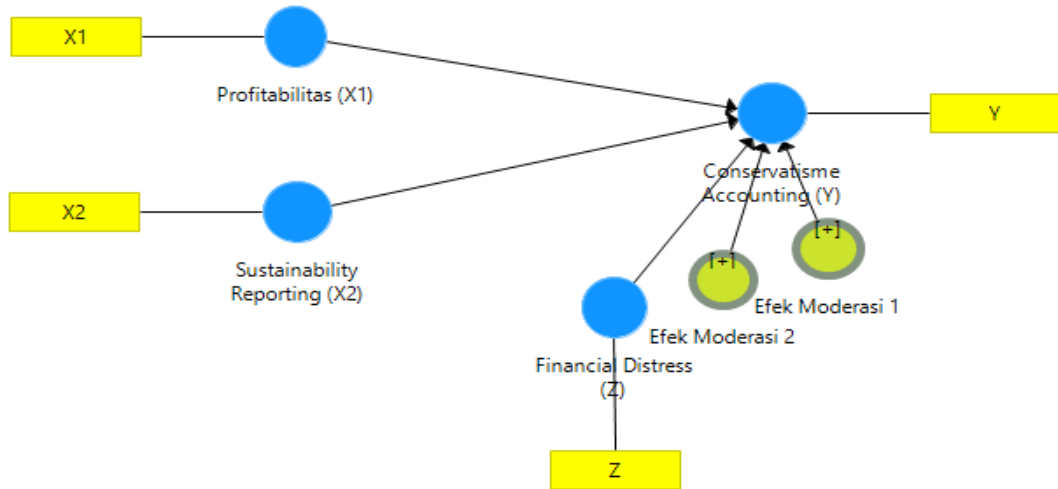 X1
Profitabilitas (X1)
Y
Conservatisme
Accounting (Y)
X2
[+]
[+]
Sustainability
Reporting (X2)
Efek Moderasi 1
Efek Moderasi 2
Financial Distress
(Z)
Z